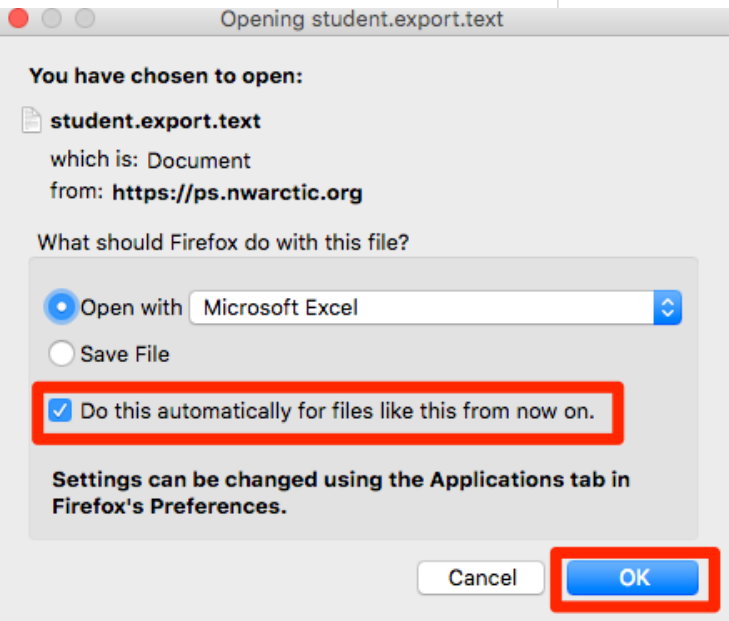 Opening student.export.text
You have chosen to open:
student.export.text
which is: Document
from: https://ps.nwarctic.org
What should Firefox do with this file?
Open with Microsoft Excel
Save File
Do this automatically for files like this from now on.
Settings can be changed using the Applications tab in
Firefox's Preferences.
Cancel OK